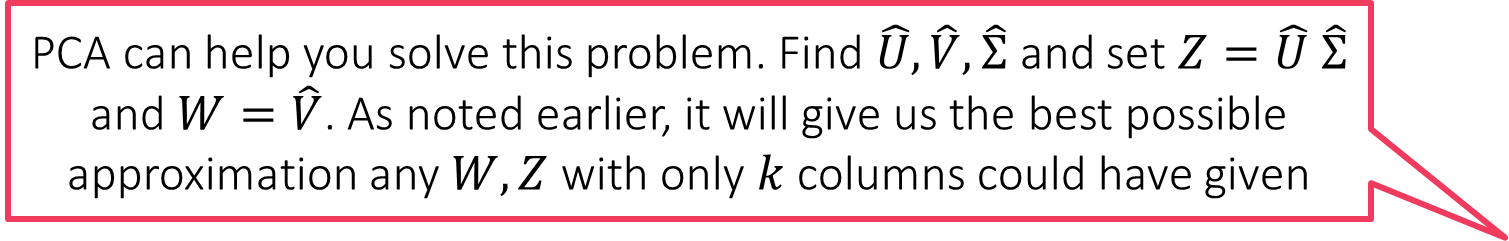 PCA can help you solve this problem. Find Û, V̂, Σ̂ and set Z = Û Σ̂
and W = V̂. As noted earlier, it will give us the best possible
approximation any W, Z with only k columns could have given